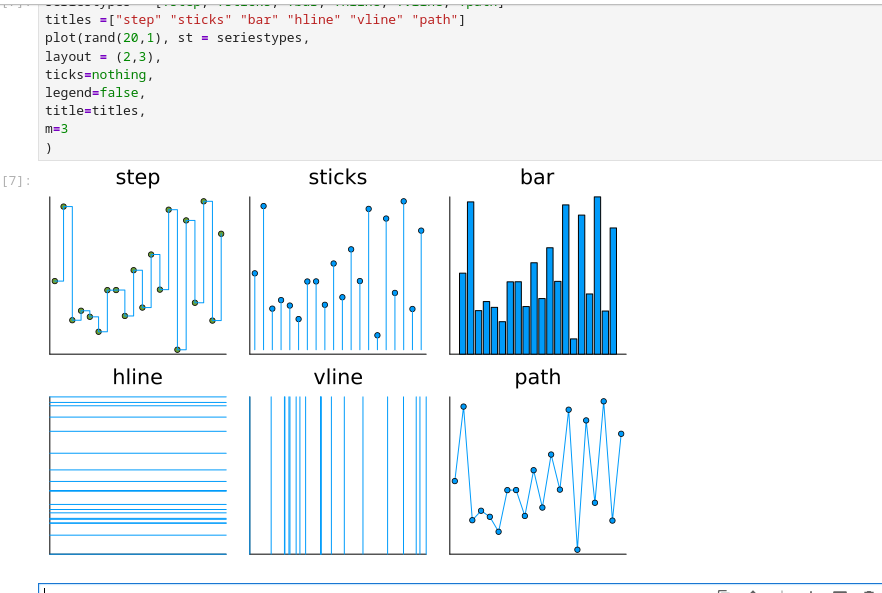 titles =["step" "sticks" "bar" "hline" "vline" "path"]
plot(rand(20,1), st = seriestypes,
layout = (2,3),
ticks=nothing,
legend=false,
title=titles,
m=3
)
[7]:
step sticks bar
hline vline path